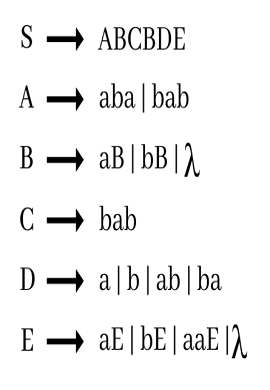 S → ABCBDE
A → aba | bab
B → aB | bB | λ
C → bab
D → a | b | ab | ba
E → aE | bE | aaE | λ